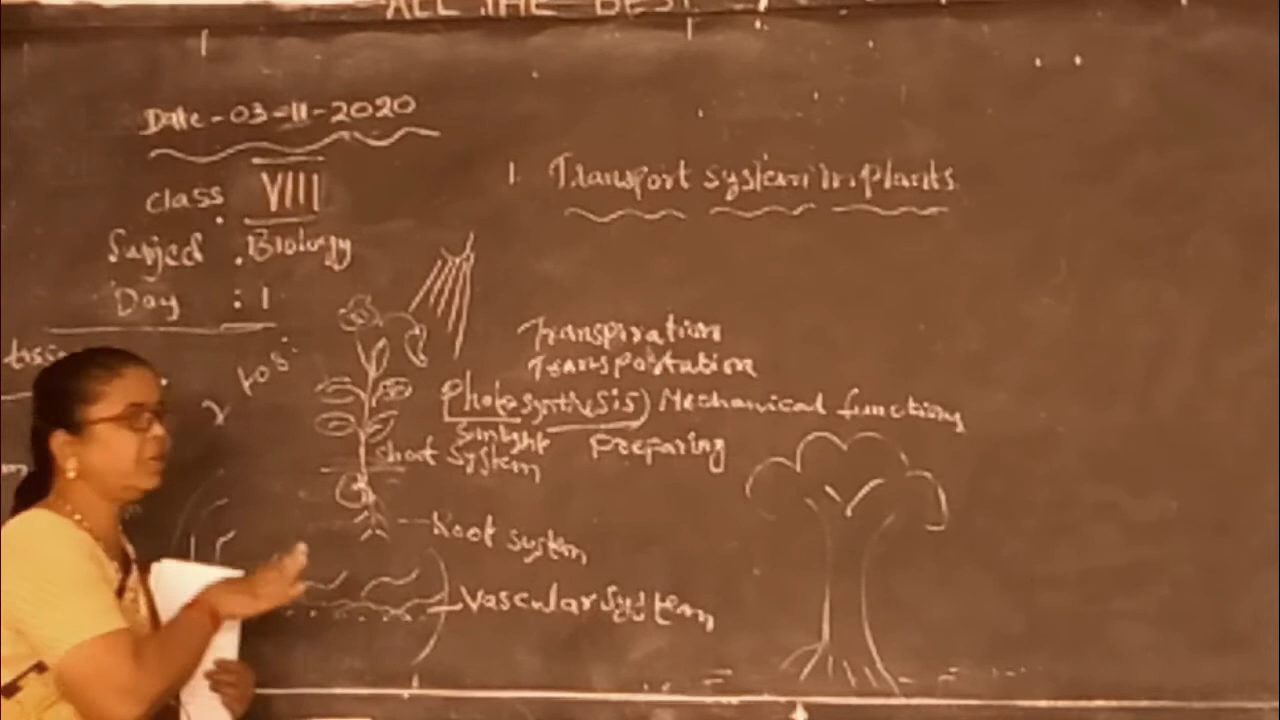 ALL THE BEST
Date - 03-11-2020
class VIII
Subject : Biology
Day : 1
1. Transport system in plants
Transpiration
Transportation
Photosynthesis) Mechanical functions
Sunlight preparing
shoot system
Root system
Vascular system